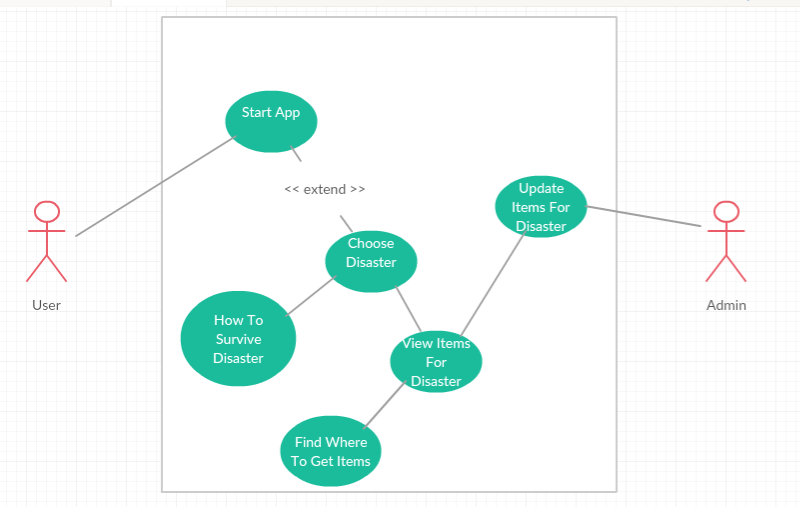 Start App
<< extend >>
Update
Items For
Disaster
Choose
Disaster
User
Admin
How To
Survive
Disaster
View Items
For
Disaster
Find Where
To Get Items